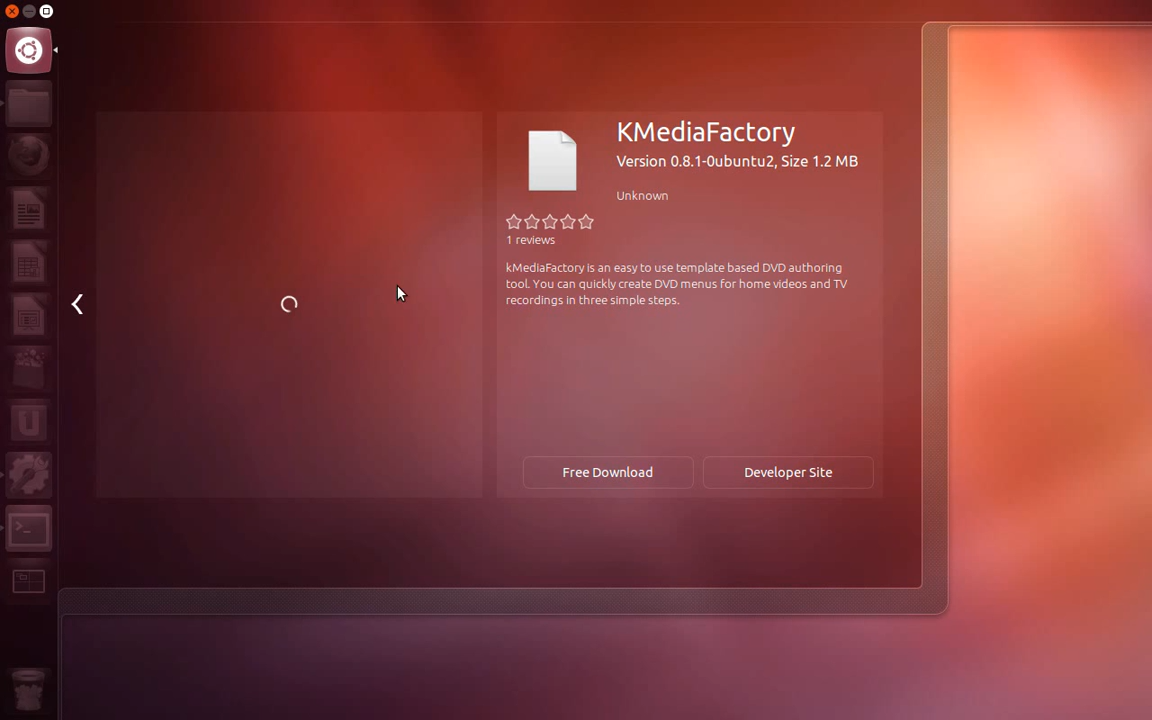 KMediaFactory
Version 0.8.1-0ubuntu2, Size 1.2 MB
Unknown
1 reviews
kMediaFactory is an easy to use template based DVD authoring
tool. You can quickly create DVD menus for home videos and TV
recordings in three simple steps.
Free Download
Developer Site